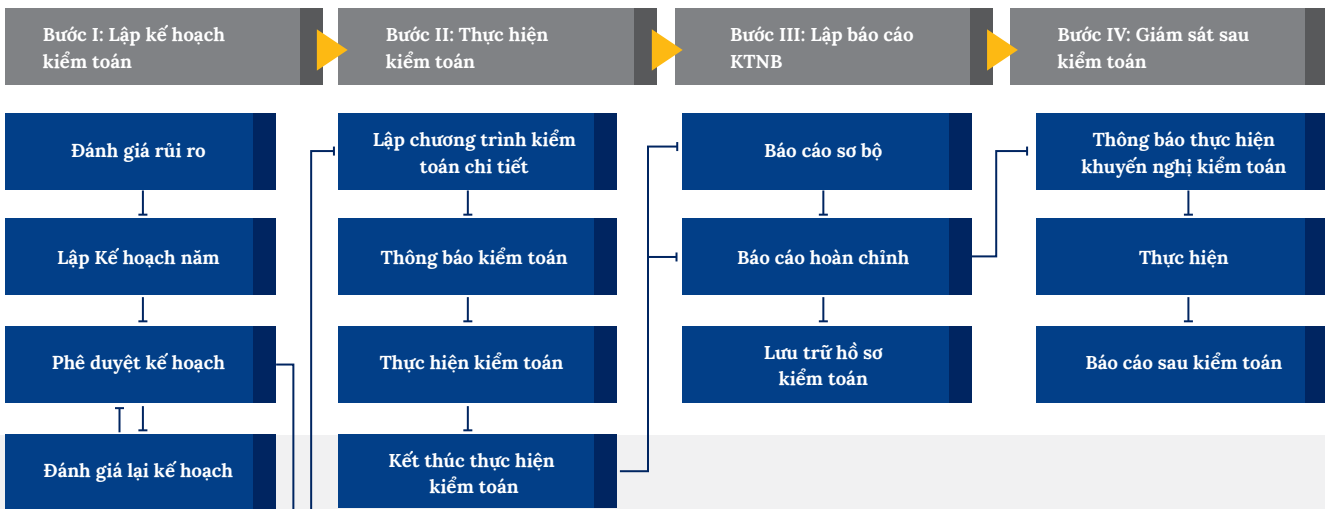 Bước I: Lập kế hoạch
kiểm toán
Bước II: Thực hiện
kiểm toán
Bước III: Lập báo cáo
KTNB
Bước IV: Giám sát sau
kiểm toán
Đánh giá rủi ro
Lập Kế hoạch năm
Phê duyệt kế hoạch
Đánh giá lại kế hoạch
Lập chương trình kiểm
toán chi tiết
Thông báo kiểm toán
Thực hiện kiểm toán
Kết thúc thực hiện
kiểm toán
Báo cáo sơ bộ
Báo cáo hoàn chỉnh
Lưu trữ hồ sơ
kiểm toán
Thông báo thực hiện
khuyến nghị kiểm toán
Thực hiện
Báo cáo sau kiểm toán